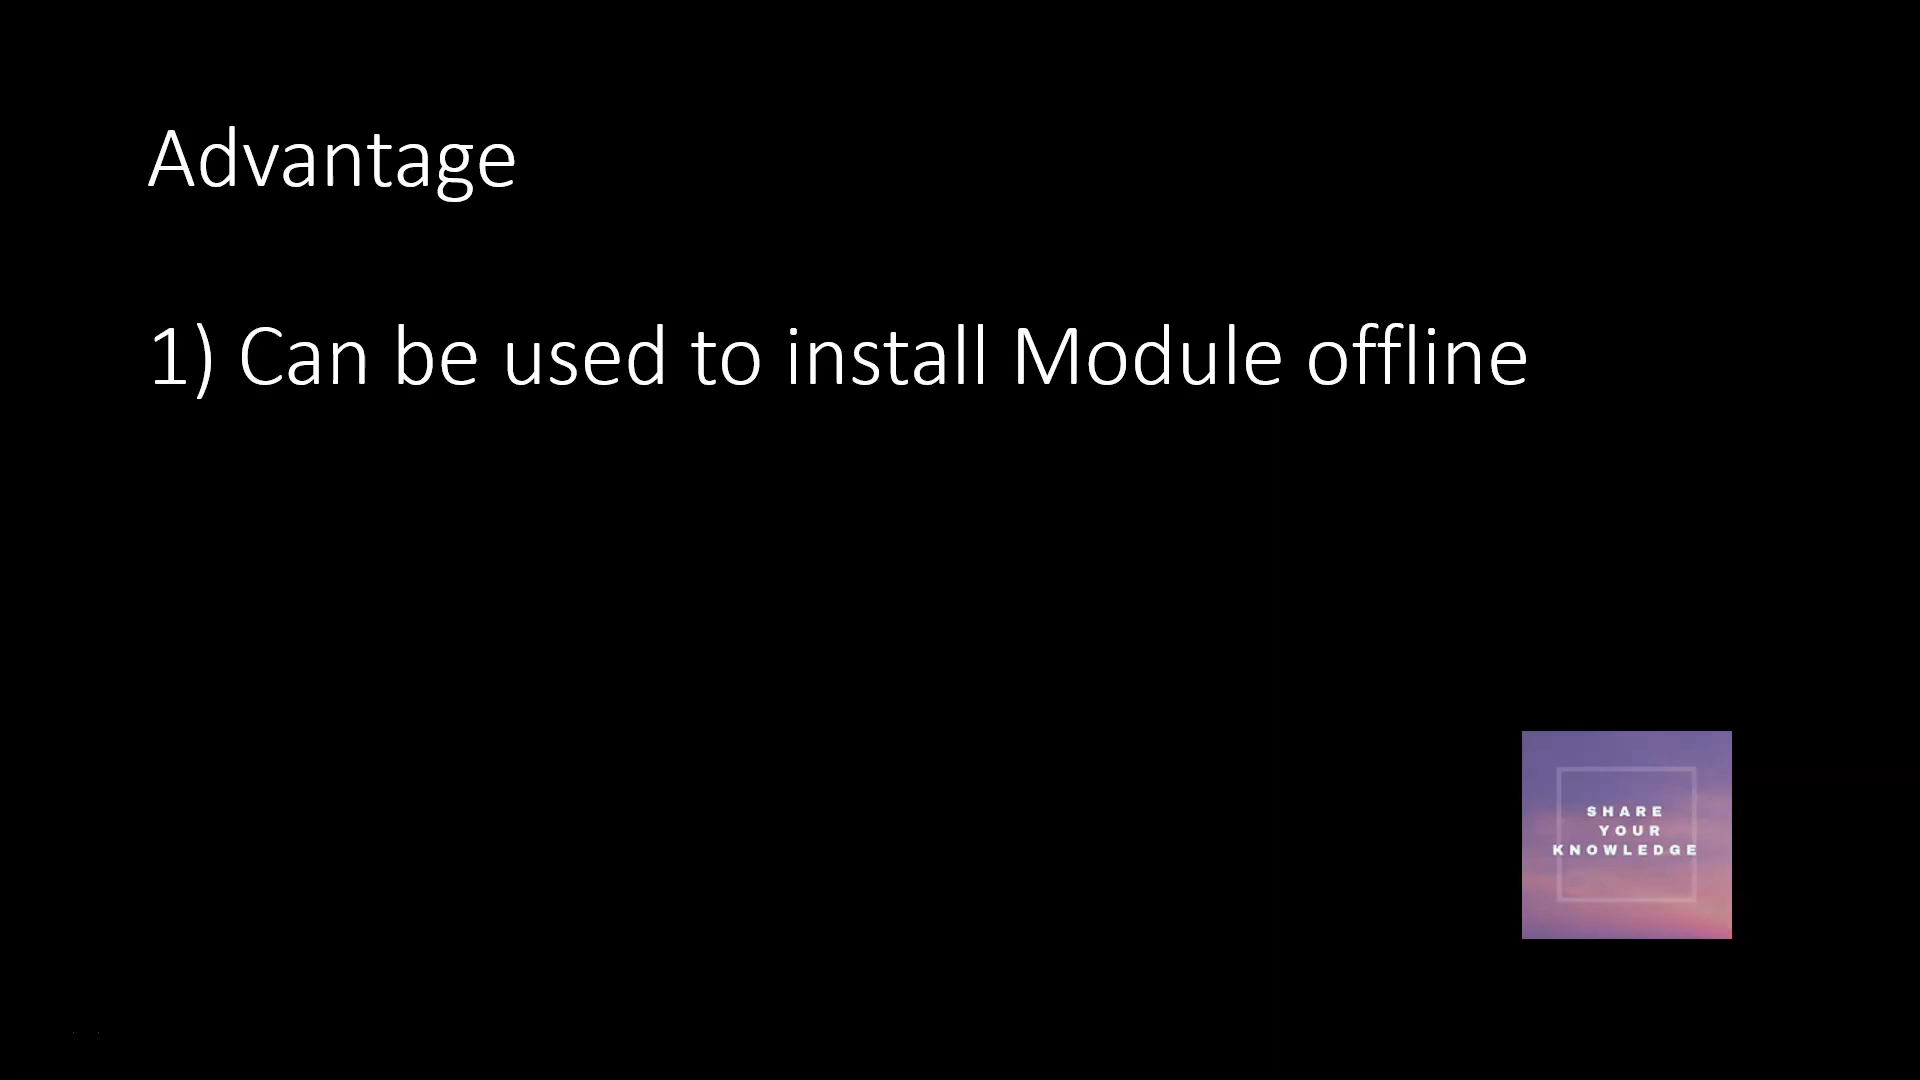 Advantage
1) Can be used to install Module offline
SHARE
YOUR
KNOWLEDGE